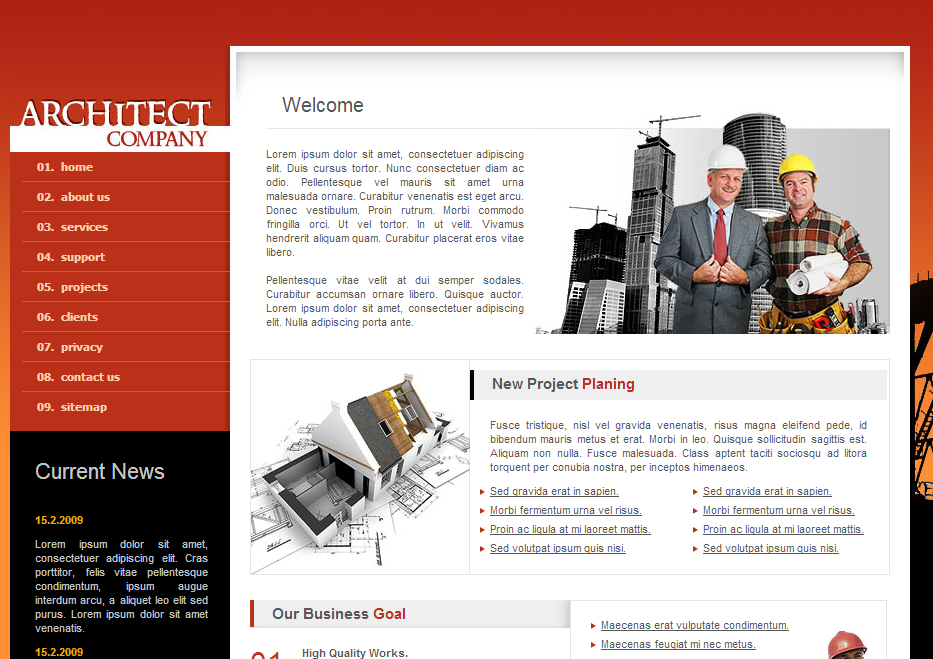 ARCHITECT
COMPANY
01. home
02. about us
03. services
04. support
05. projects
06. clients
07. privacy
08. contact us
09. sitemap
Current News
15.2.2009
Lorem ipsum dolor sit amet,
consectetuer adipiscing elit. Cras
porttitor, felis vitae pellentesque
condimentum, ipsum augue
interdum arcu, a aliquet leo elit sed
purus. Lorem ipsum dolor sit amet
venenatis.
15.2.2009
Welcome
Lorem ipsum dolor sit amet, consectetuer adipiscing
elit. Duis cursus tortor. Nunc consectetuer diam ac
odio. Pellentesque vel mauris sit amet urna
malesuada ornare. Curabitur venenatis est eget arcu.
Donec vestibulum. Proin rutrum. Morbi commodo
fringilla orci. Ut vel tortor. In ut velit. Vivamus
hendrerit aliquam quam. Curabitur placerat eros vitae
libero.
Pellentesque vitae velit at dui semper sodales.
Curabitur accumsan ornare libero. Quisque auctor.
Lorem ipsum dolor sit amet, consectetuer adipiscing
elit. Nulla adipiscing porta ante.
New Project Planing
Fusce tristique, nisl vel gravida venenatis, risus magna eleifend pede, id
bibendum mauris metus et erat. Morbi in leo. Quisque sollicitudin sagittis est.
Aliquam non nulla. Fusce malesuada. Class aptent taciti sociosqu ad litora
torquent per conubia nostra, per inceptos himenaeos.
Sed gravida erat in sapien.
Morbi fermentum urna vel risus.
Proin ac ligula at mi laoreet mattis.
Sed volutpat ipsum quis nisi.
Sed gravida erat in sapien.
Morbi fermentum urna vel risus.
Proin ac ligula at mi laoreet mattis.
Sed volutpat ipsum quis nisi.
Our Business Goal
01 High Quality Works.
Maecenas erat vulputate condimentum.
Maecenas feugiat mi nec metus.